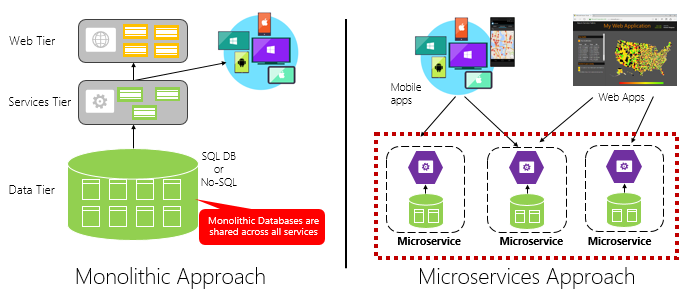 Web Tier
Services Tier
Data Tier
SQL DB
or
No-SQL
Monolithic Databases are
shared across all services
Monolithic Approach
Mobile
apps
My Web Application
Web Apps
Microservice
Microservice
Microservice
Microservices Approach